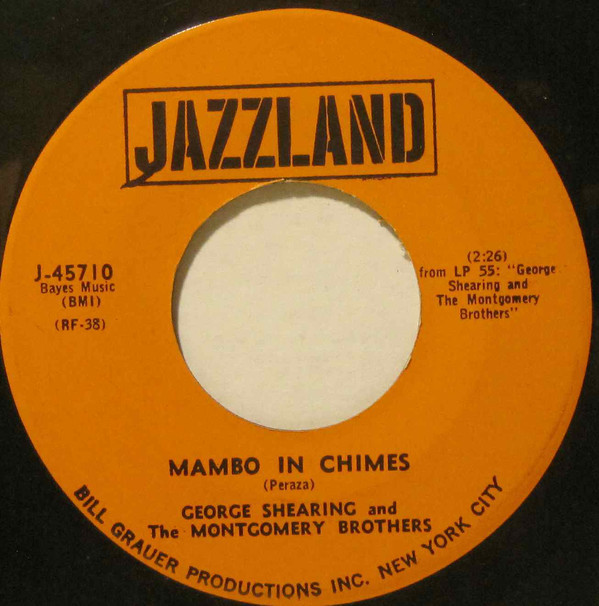 JAZZLAND
J-45710
Bayes Music
(BMI)
(RF-38)
(2:26)
from LP 55: "George
Shearing and
The Montgomery
Brothers"
MAMBO IN CHIMES
(Peraza)
GEORGE SHEARING and
The MONTGOMERY BROTHERS
BILL GRAUER PRODUCTIONS INC. NEW YORK CITY